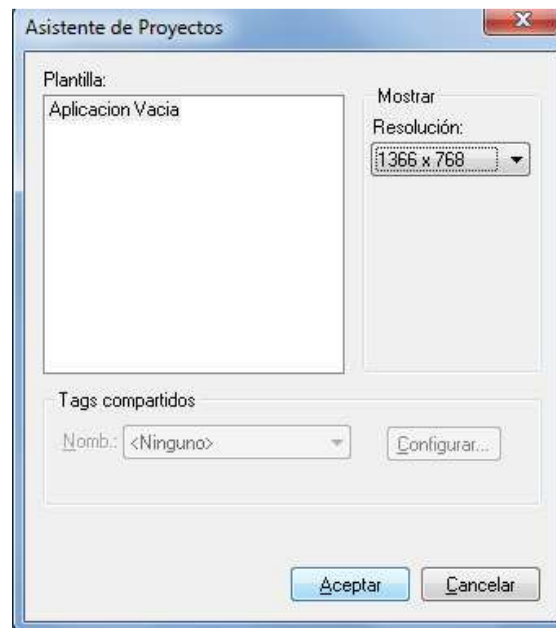 Asistente de Proyectos
Plantilla:
Aplicacion Vacia
Mostrar
Resolución:
1366 x 768
Tags compartidos
Nomb.: <Ninguno>
Configurar...
Aceptar
Cancelar